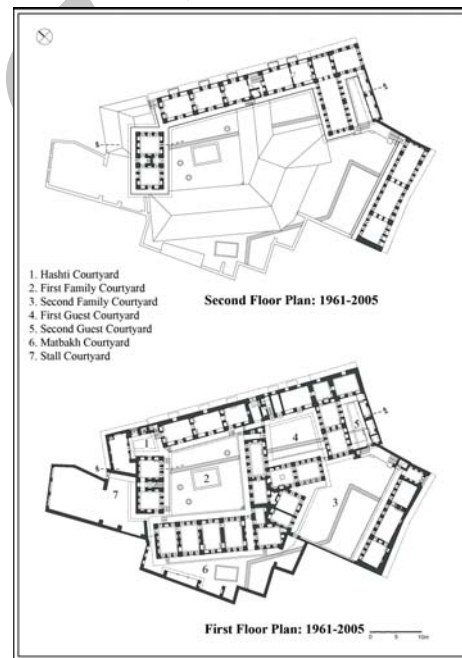 1. Hashti Courtyard
2. First Family Courtyard
3. Second Family Courtyard
4. First Guest Courtyard
5. Second Guest Courtyard
6. Matbakh Courtyard
7. Stall Courtyard
Second Floor Plan: 1961-2005
1
4
5
2
7
3
6
First Floor Plan: 1961-2005
0 5 10m